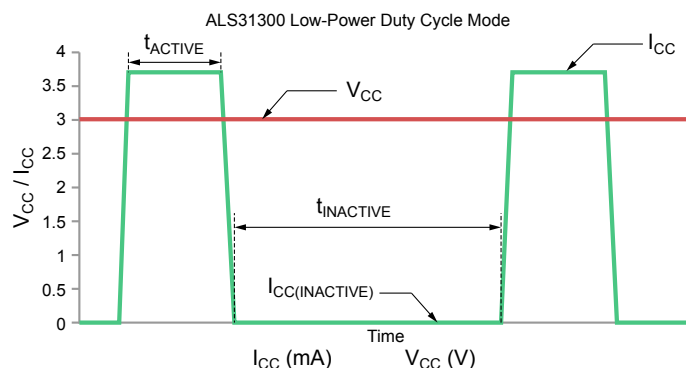 ALS31300 Low-Power Duty Cycle Mode
tACTIVE
ICC
VCC
VCC / ICC
4
3.5
3
2.5
2
1.5
1
0.5
0
tINACTIVE
ICC(INACTIVE)
Time
ICC (mA) VCC (V)